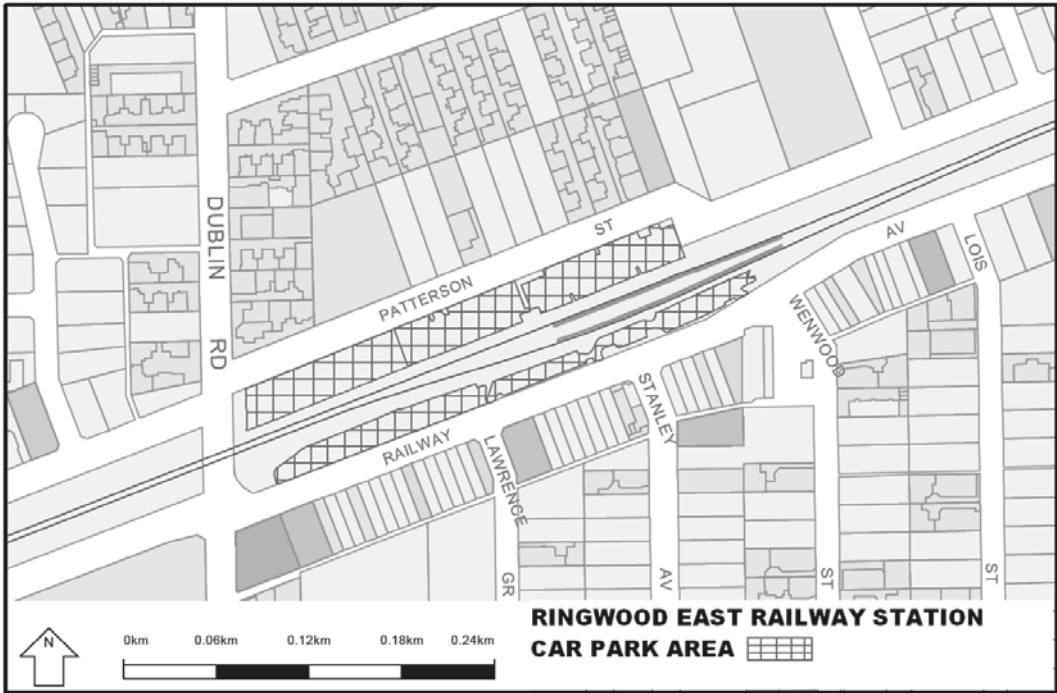 DUBLIN
RD
PATTERSON
ST
RAILWAY
AV
LAWRENCE
GR
STANLEY
AV
WENWOOD
ST
LOIS
ST
N
0km 0.06km 0.12km 0.18km 0.24km
RINGWOOD EAST RAILWAY STATION
CAR PARK AREA